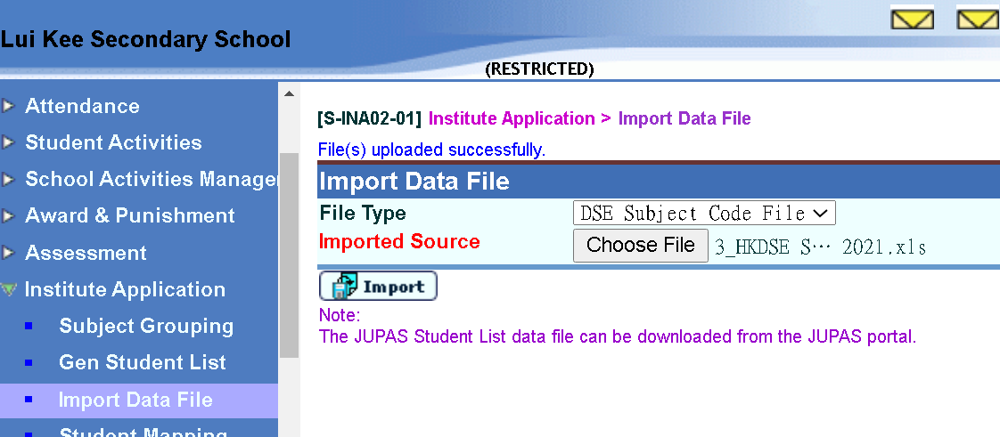 Lui Kee Secondary School
(RESTRICTED)
Attendance
Student Activities
School Activities Manage
Award & Punishment
Assessment
Institute Application
Subject Grouping
Gen Student List
Import Data File
Student Mapping
[S-INA02-01] Institute Application > Import Data File
File(s) uploaded successfully.
Import Data File
File Type DSE Subject Code File
Imported Source Choose File 3_HKDSE S… 2021.xls
Import
Note:
The JUPAS Student List data file can be downloaded from the JUPAS portal.